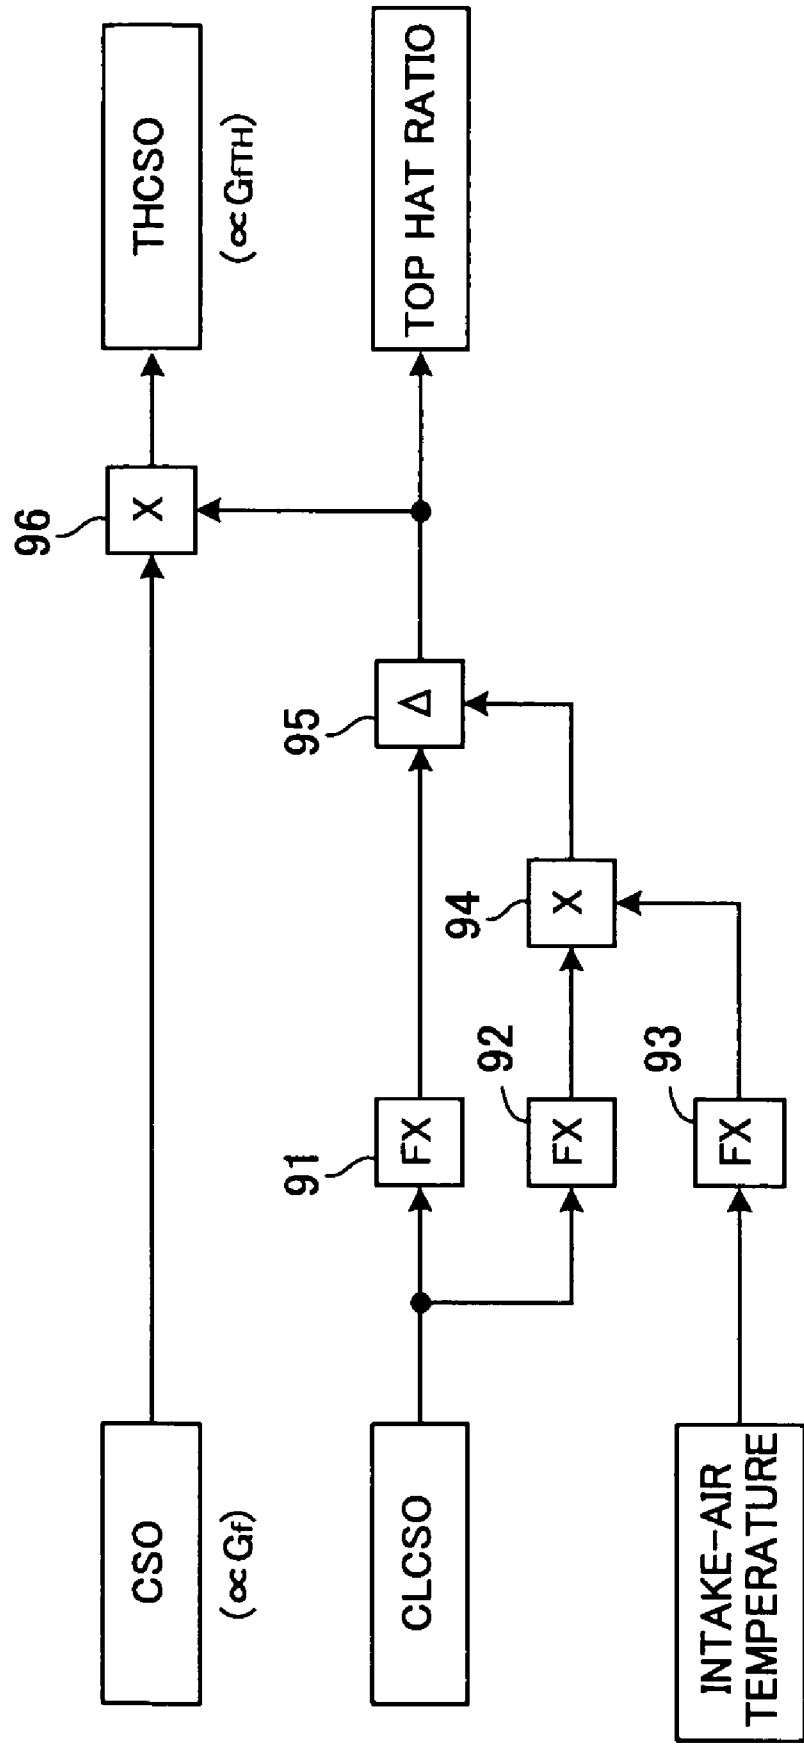 CSO
(∝Gf)
96
X
THCSO
(∝GfTH)
CLCSO
91
FX
95
Δ
TOP HAT RATIO
92
FX
94
X
INTAKE-AIR
TEMPERATURE
93
FX